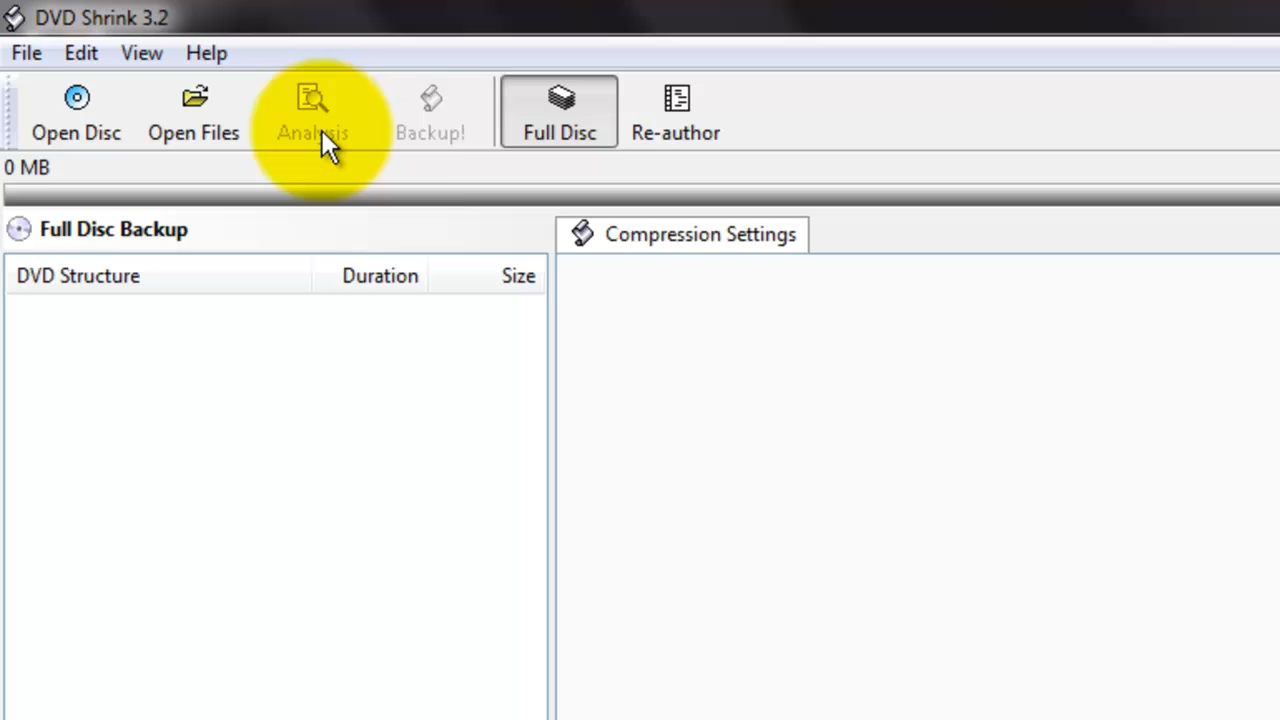 DVD Shrink 3.2
File Edit View Help
Open Disc Open Files Analysis Backup! Full Disc Re-author
0 MB
Full Disc Backup
Compression Settings
DVD Structure Duration Size